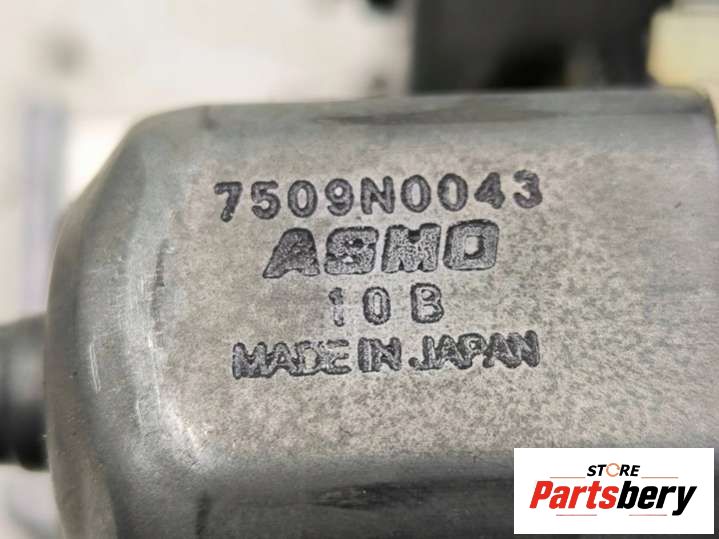 7509N0043
ASMO
10B
MADE IN JAPAN
STORE
Partsbery